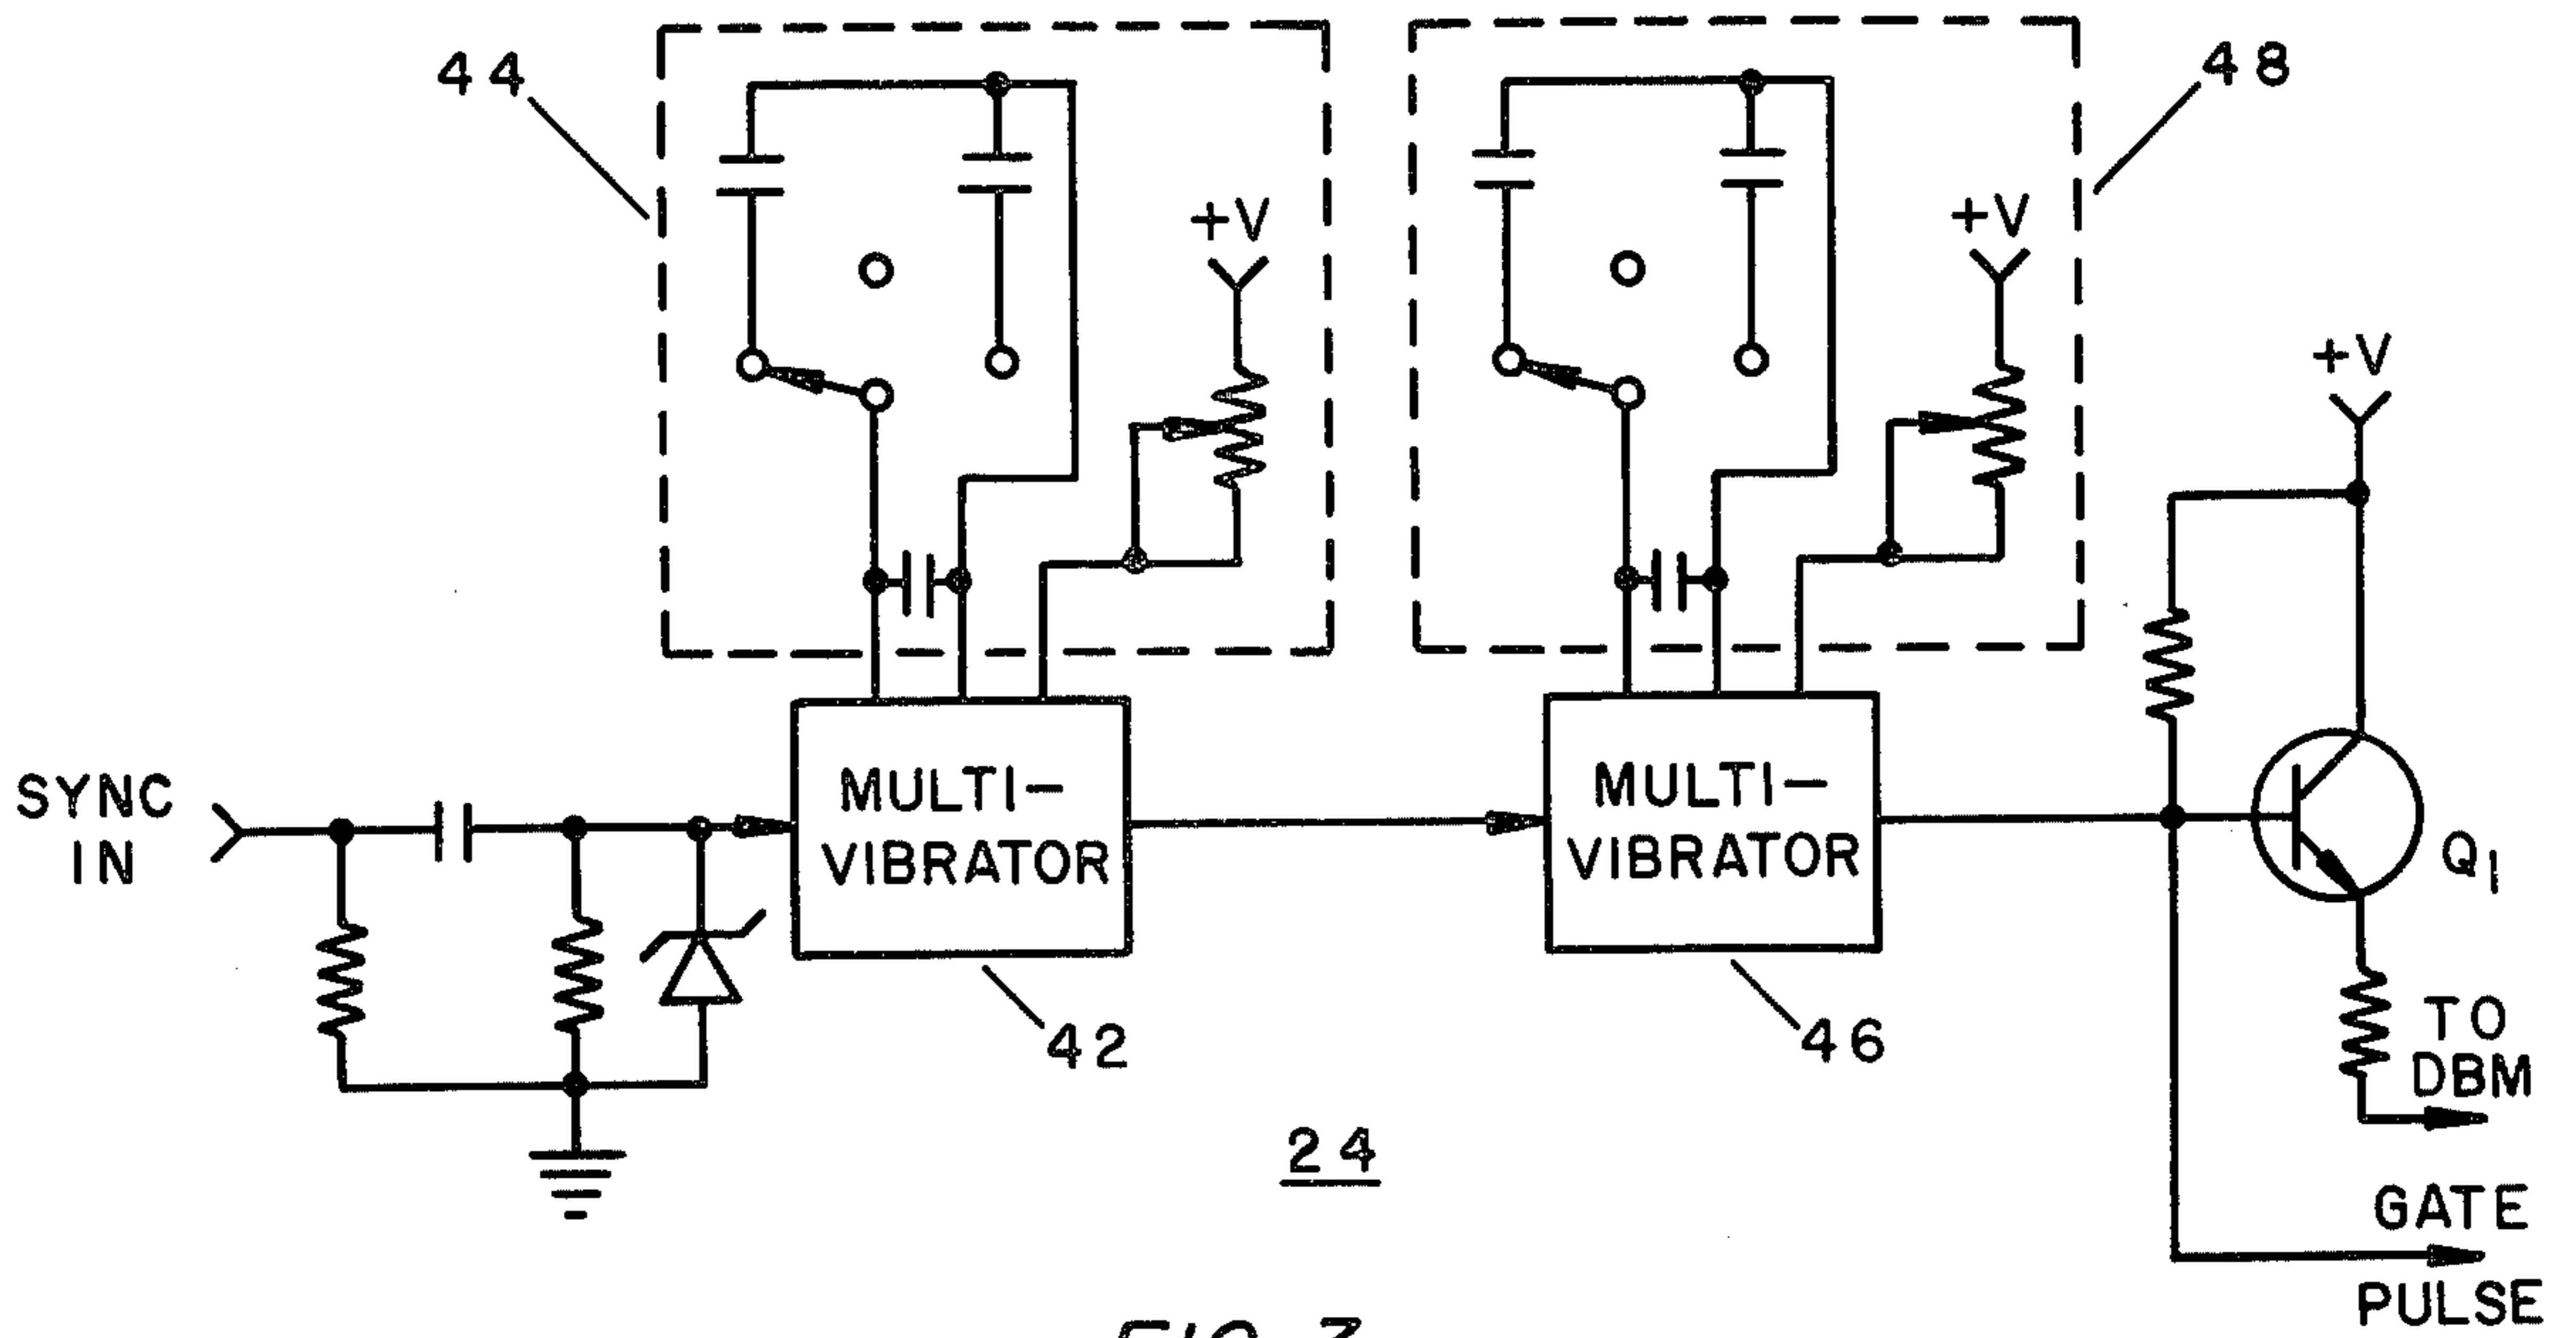 44
48
+V
+V
+V
SYNC
IN
MULTI-
VIBRATOR
MULTI-
VIBRATOR
Q1
42
46
TO
DBM
24
GATE
PULSE